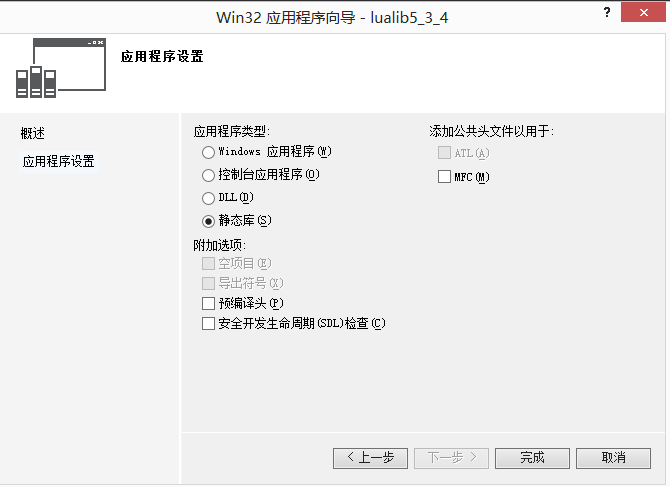 Win32 应用程序向导 - lualib5_3_4
?
应用程序设置
概述
应用程序设置
应用程序类型:
Windows 应用程序(W)
控制台应用程序(O)
DLL(D)
静态库(S)
附加选项:
空项目(E)
导出符号(X)
预编译头(P)
安全开发生命周期(SDL)检查(C)
添加公共头文件以用于:
ATL(A)
MFC(M)
< 上一步
下一步 >
完成
取消